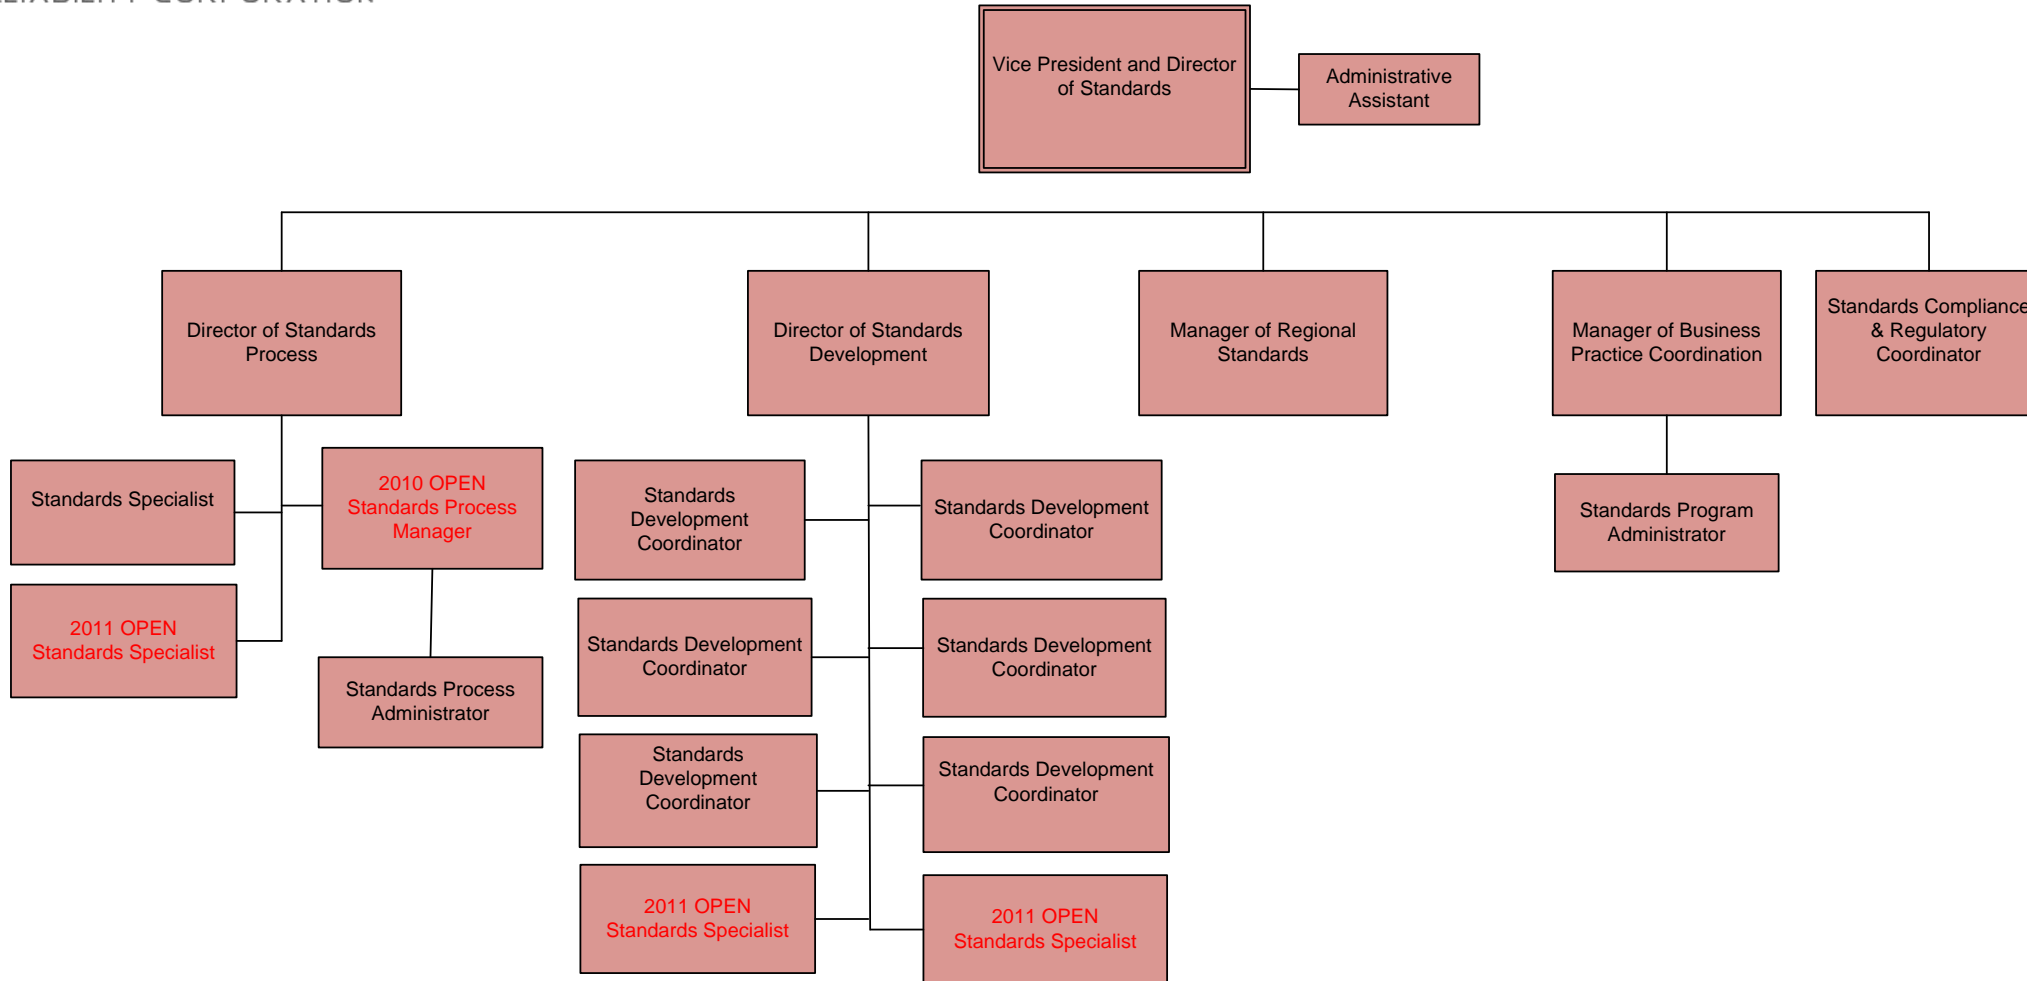 Vice President and Director
of Standards
Administrative
Assistant
Director of Standards
Process
Director of Standards
Development
Manager of Regional
Standards
Manager of Business
Practice Coordination
Standards Compliance
& Regulatory
Coordinator
Standards Specialist
2010 OPEN
Standards Process
Manager
2011 OPEN
Standards Specialist
Standards Process
Administrator
Standards
Development
Coordinator
Standards Development
Coordinator
Standards Development
Coordinator
Standards Development
Coordinator
Standards
Development
Coordinator
Standards Development
Coordinator
2011 OPEN
Standards Specialist
2011 OPEN
Standards Specialist
Standards Program
Administrator